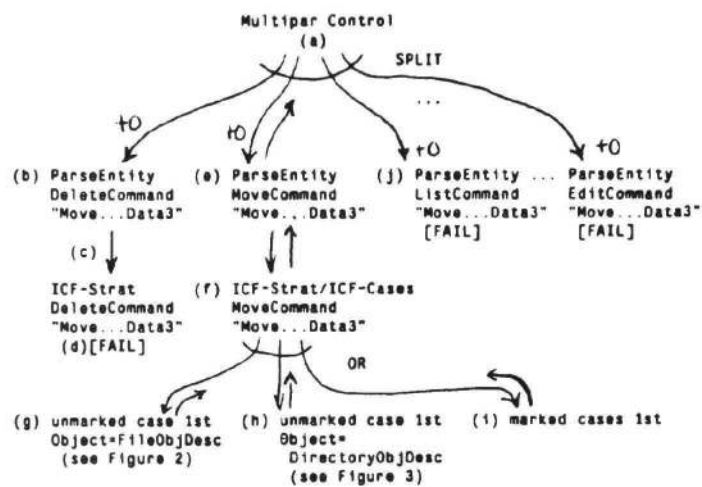 Multipar Control
(a)
SPLIT
...
+0 +0 +0 +0
(b) ParseEntity (e) ParseEntity (j) ParseEntity ... ParseEntity
DeleteCommand MoveCommand ListCommand EditCommand
"Move...Data3" "Move...Data3" "Move...Data3" "Move...Data3"
[FAIL] [FAIL]
(c)
ICF-Strat (f) ICF-Strat/ICF-Cases
DeleteCommand MoveCommand
"Move...Data3" "Move...Data3"
(d)[FAIL]
OR
(g) unmarked case 1st (h) unmarked case 1st (i) marked cases 1st
Object=FileObjDesc Object=
(see Figure 2) DirectoryObjDesc
(see Figure 3)